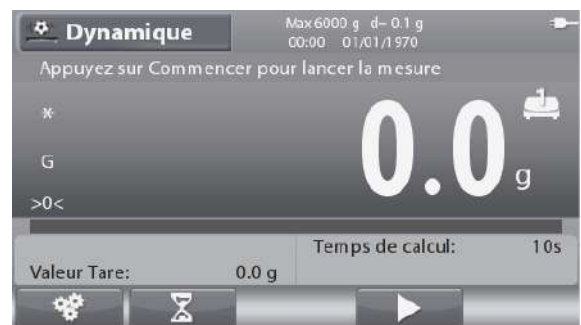 Dynamique
Max 6000 g d= 0.1 g
00:00 01/01/1970
Appuyez sur Commencer pour lancer la mesure
*
G
>0<
0.0 g
1
Temps de calcul: 10s
Valeur Tare: 0.0 g